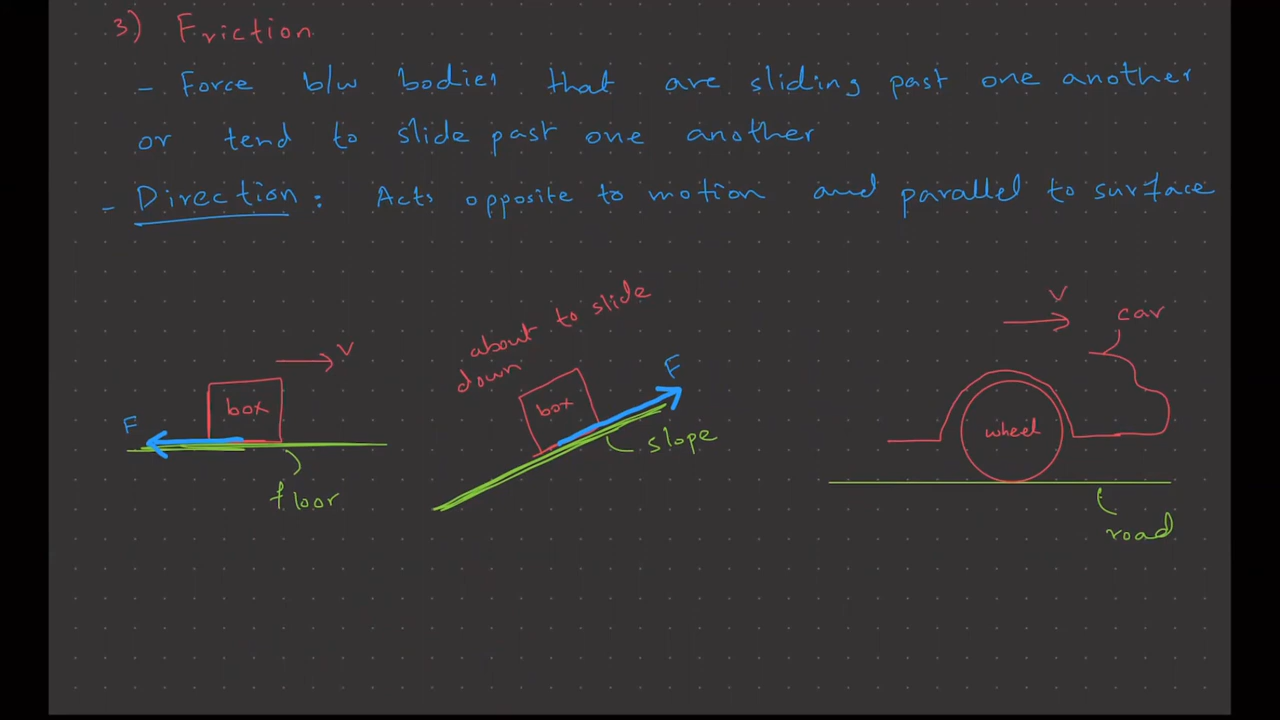 3) Friction
- Force b/w bodies that are sliding past one another
or tend to slide past one another
- Direction: Acts opposite to motion and parallel to surface
V
box
F
floor
about to slide
down
F
box
slope
V
car
wheel
road